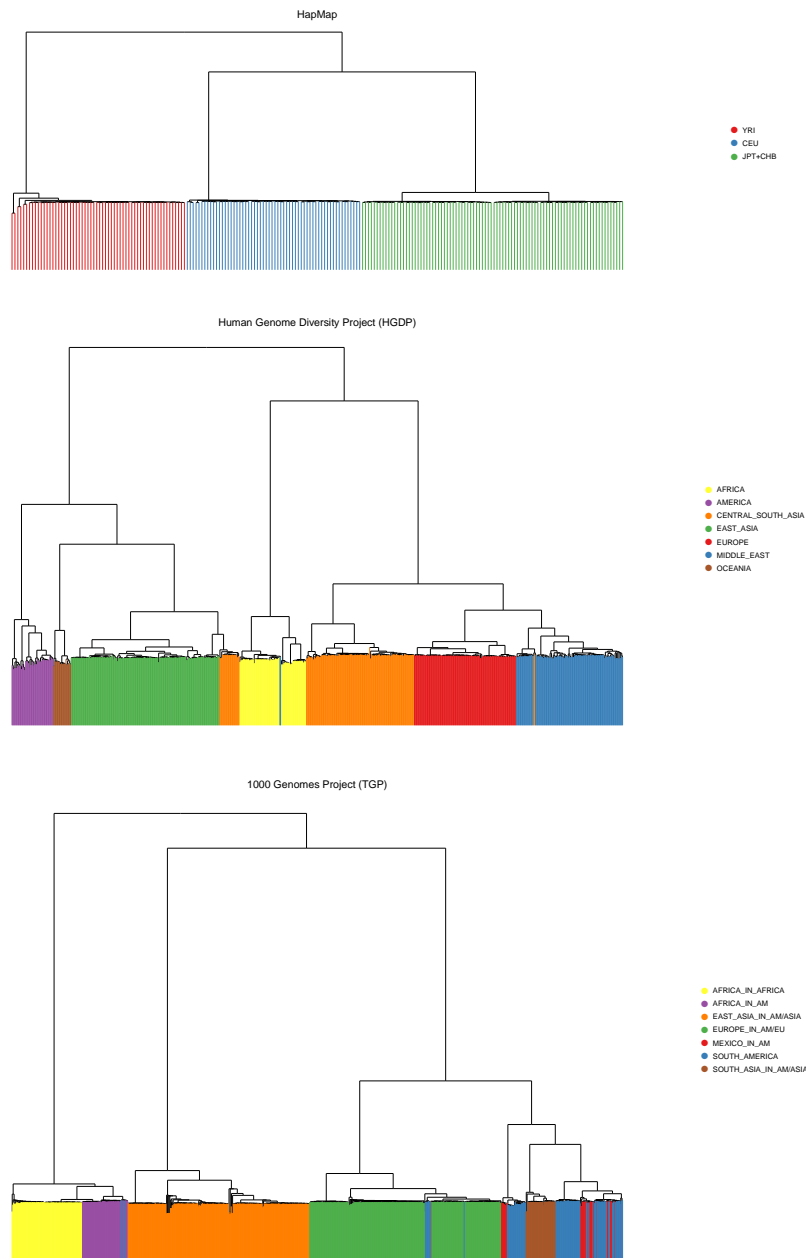 HapMap
YRI
CEU
JPT+CHB
Human Genome Diversity Project (HGDP)
AFRICA
AMERICA
CENTRAL_SOUTH_ASIA
EAST_ASIA
EUROPE
MIDDLE_EAST
OCEANIA
1000 Genomes Project (TGP)
AFRICA_IN_AFRICA
AFRICA_IN_AM
EAST_ASIA_IN_AM/ASIA
EUROPE_IN_AM/EU
MEXICO_IN_AM
SOUTH_AMERICA
SOUTH_ASIA_IN_AM/ASIA